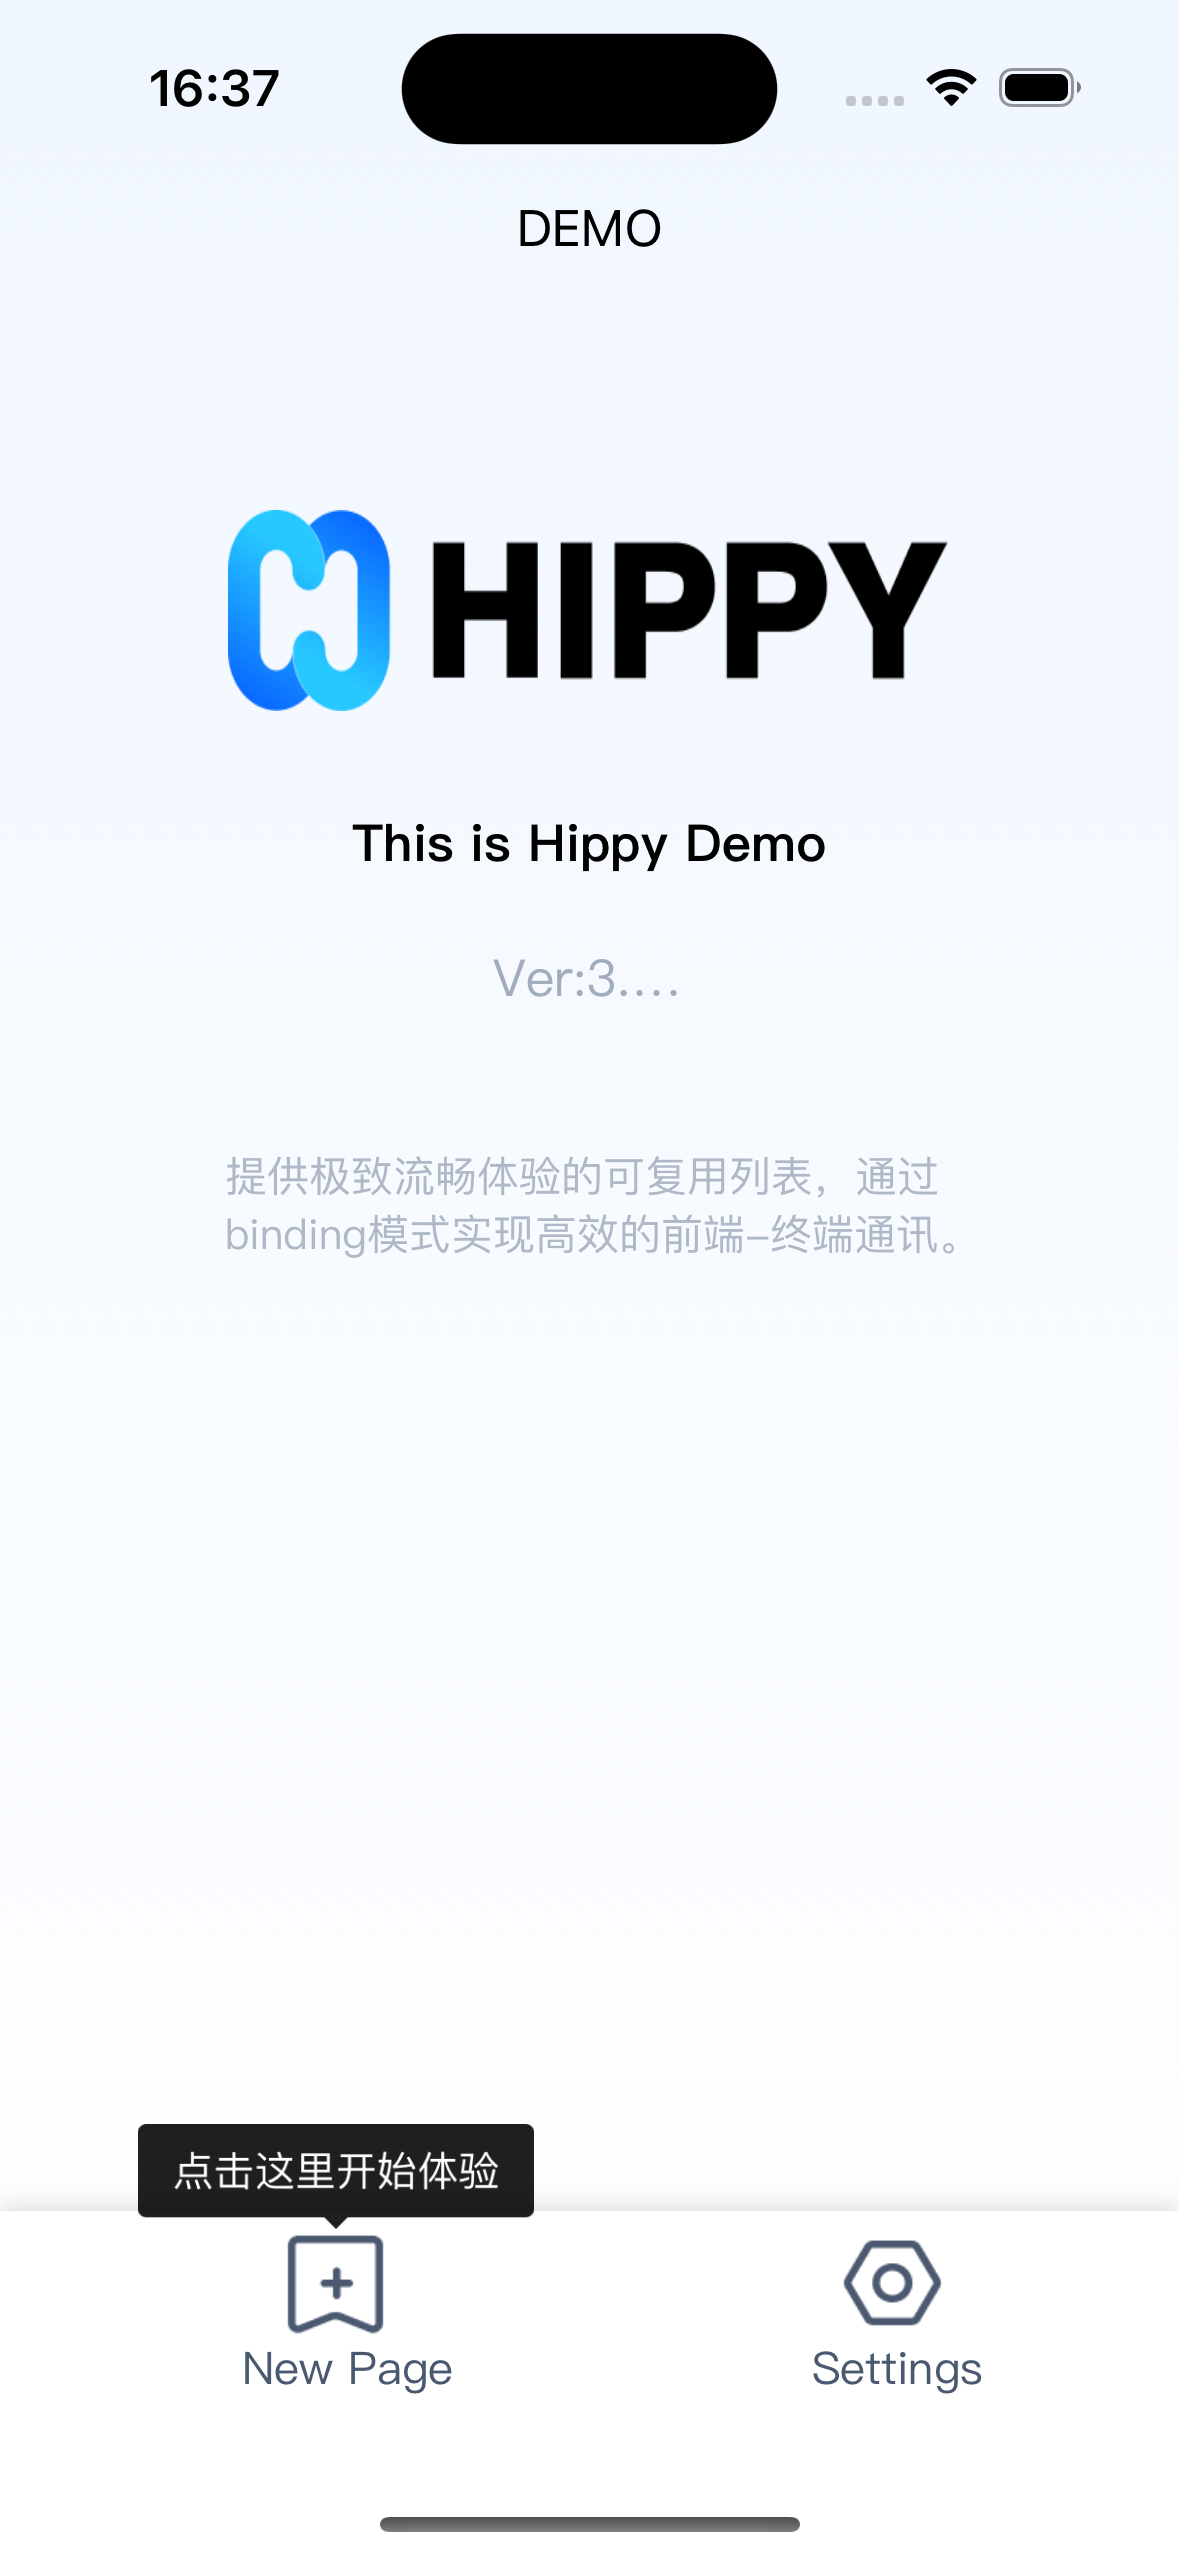 16:37
DEMO
HIPPY
This is Hippy Demo
Ver:3....
提供极致流畅体验的可复用列表，通过
binding模式实现高效的前端-终端通讯。
点击这里开始体验
New Page
Settings